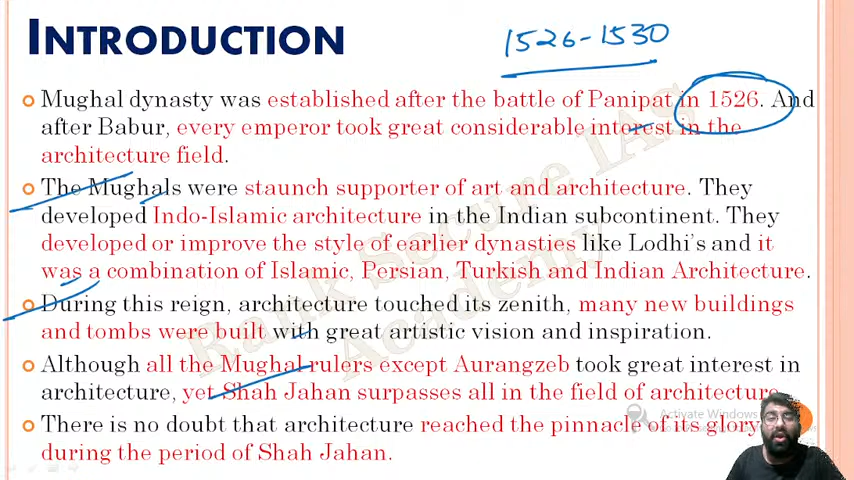 INTRODUCTION
1526-1530
Mughal dynasty was established after the battle of Panipat in 1526. And
after Babur, every emperor took great considerable interest in the
architecture field.
The Mughals were staunch supporter of art and architecture. They
developed Indo-Islamic architecture in the Indian subcontinent. They
developed or improve the style of earlier dynasties like Lodhi's and it
was a combination of Islamic, Persian, Turkish and Indian Architecture.
During this reign, architecture touched its zenith, many new buildings
and tombs were built with great artistic vision and inspiration.
Although all the Mughal rulers except Aurangzeb took great interest in
architecture, yet Shah Jahan surpasses all in the field of architecture.
There is no doubt that architecture reached the pinnacle of its glory
during the period of Shah Jahan.
Rank Secure IAS
Academy
Activate Windows